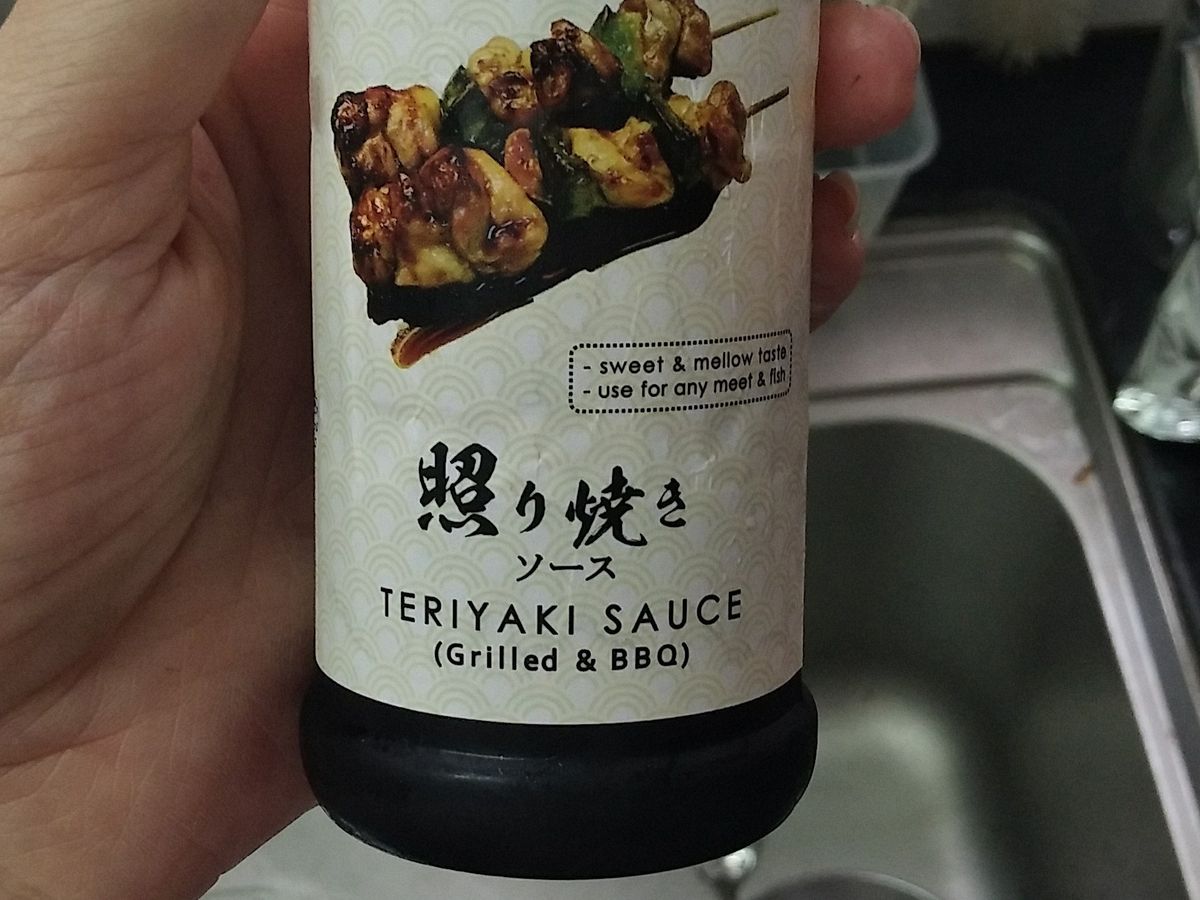 - sweet & mellow taste
- use for any meet & fish
照り焼き
ソース
TERIYAKI SAUCE
(Grilled & BBQ)